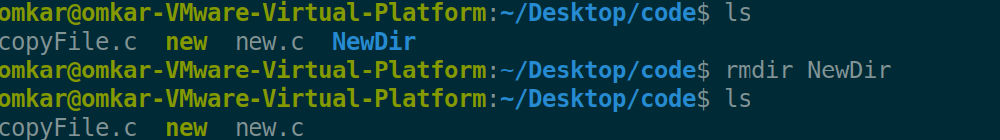 omkar@omkar-VMware-Virtual-Platform:~/Desktop/code$ ls
copyFile.c  new  new.c  NewDir
omkar@omkar-VMware-Virtual-Platform:~/Desktop/code$ rmdir NewDir
omkar@omkar-VMware-Virtual-Platform:~/Desktop/code$ ls
copyFile.c  new  new.c